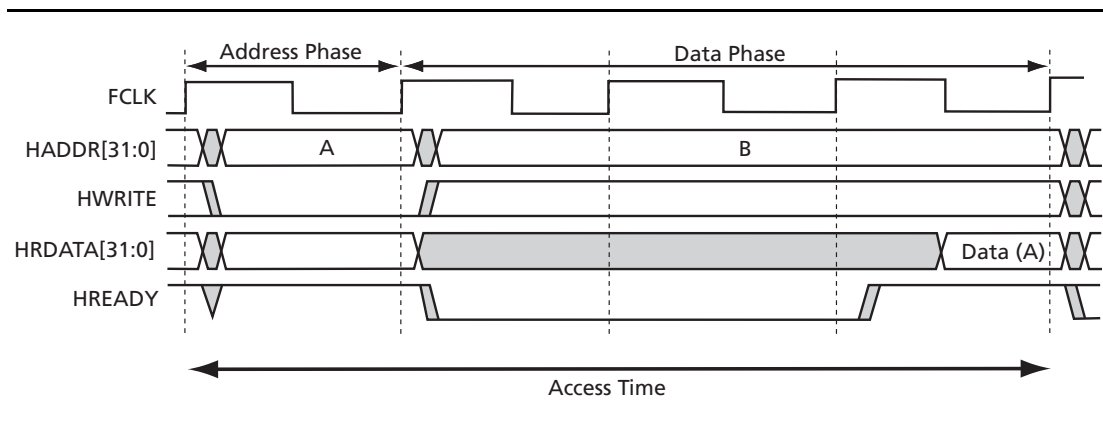 Address Phase Data Phase
FCLK
HADDR[31:0] A B
HWRITE
HRDATA[31:0] Data (A)
HREADY
Access Time